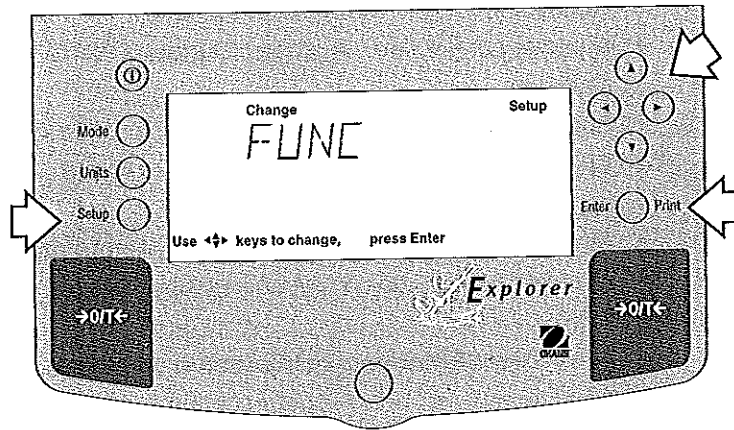 Mode
Units
Setup
Change Setup
FUNC
Use keys to change, press Enter
Enter Print
→0/T←
Explorer
OHAUS
→0/T←